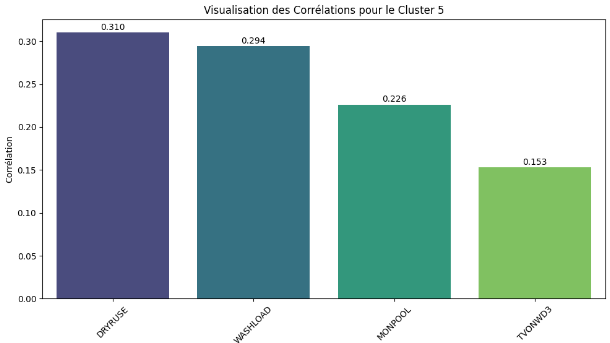 Visualisation des Corrélations pour le Cluster 5
Corrélation
0.30
0.25
0.20
0.15
0.10
0.05
0.00
0.310
0.294
0.226
0.153
DRYRUSE
WASHLOAD
MONPOOL
TVONWD3